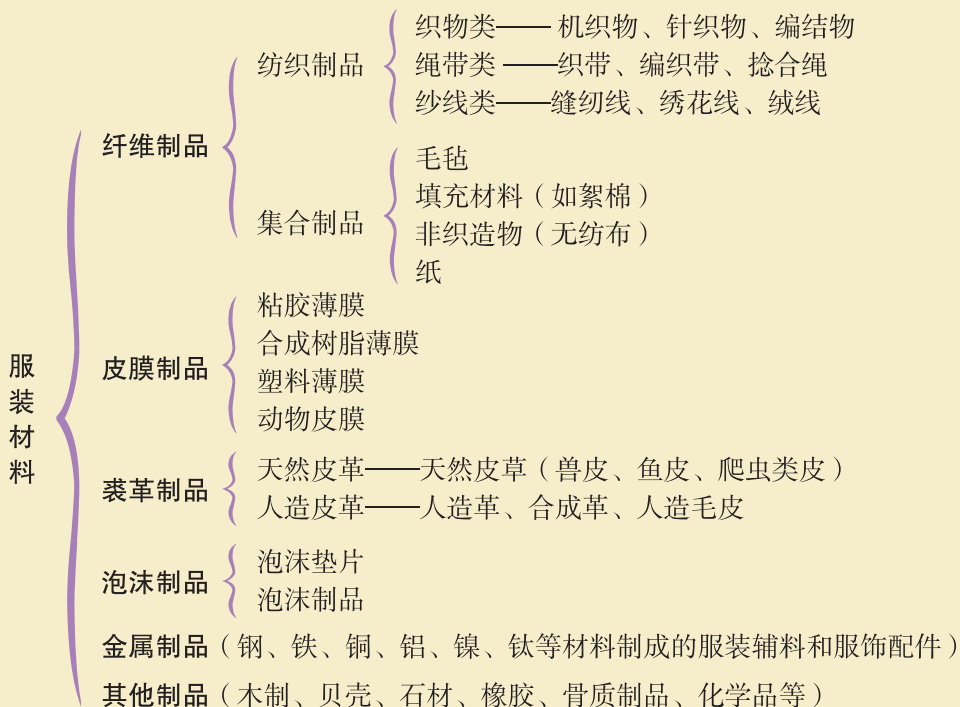 服装材料
纤维制品
纺织制品
织物类——机织物、针织物、编结物
绳带类——织带、编织带、捻合绳
纱线类——缝纫线、绣花线、绒线
集合制品
毛毡
填充材料（如絮棉）
非织造物（无纺布）
纸
皮膜制品
粘胶薄膜
合成树脂薄膜
塑料薄膜
动物皮膜
裘革制品
天然皮革——天然皮草（兽皮、鱼皮、爬虫类皮）
人造皮革——人造革、合成革、人造毛皮
泡沫制品
泡沫垫片
泡沫制品
金属制品（钢、铁、铜、铝、镍、钛等材料制成的服装辅料和服饰配件）
其他制品（木制、贝壳、石材、橡胶、骨质制品、化学品等）